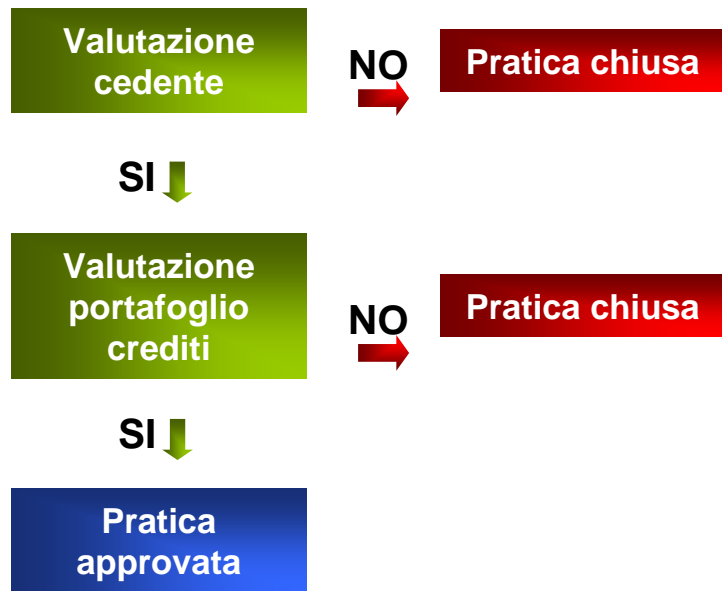 Valutazione
cedente
NO
Pratica chiusa
SI
Valutazione
portafoglio
crediti
NO
Pratica chiusa
SI
Pratica
approvata